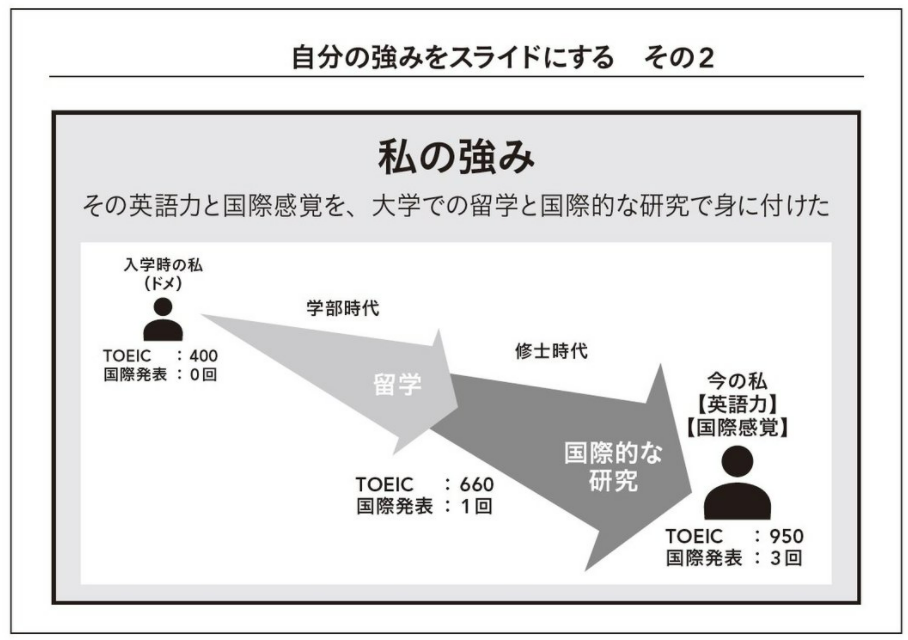 自分の強みをスライドにする　その2
私の強み
その英語力と国際感覚を、大学での留学と国際的な研究で身に付けた
入学時の私
(ドメ)
TOEIC　：400
国際発表：0回
学部時代
留学
TOEIC　：660
国際発表：1回
修士時代
国際的な
研究
今の私
【英語力】
【国際感覚】
TOEIC　：950
国際発表：3回